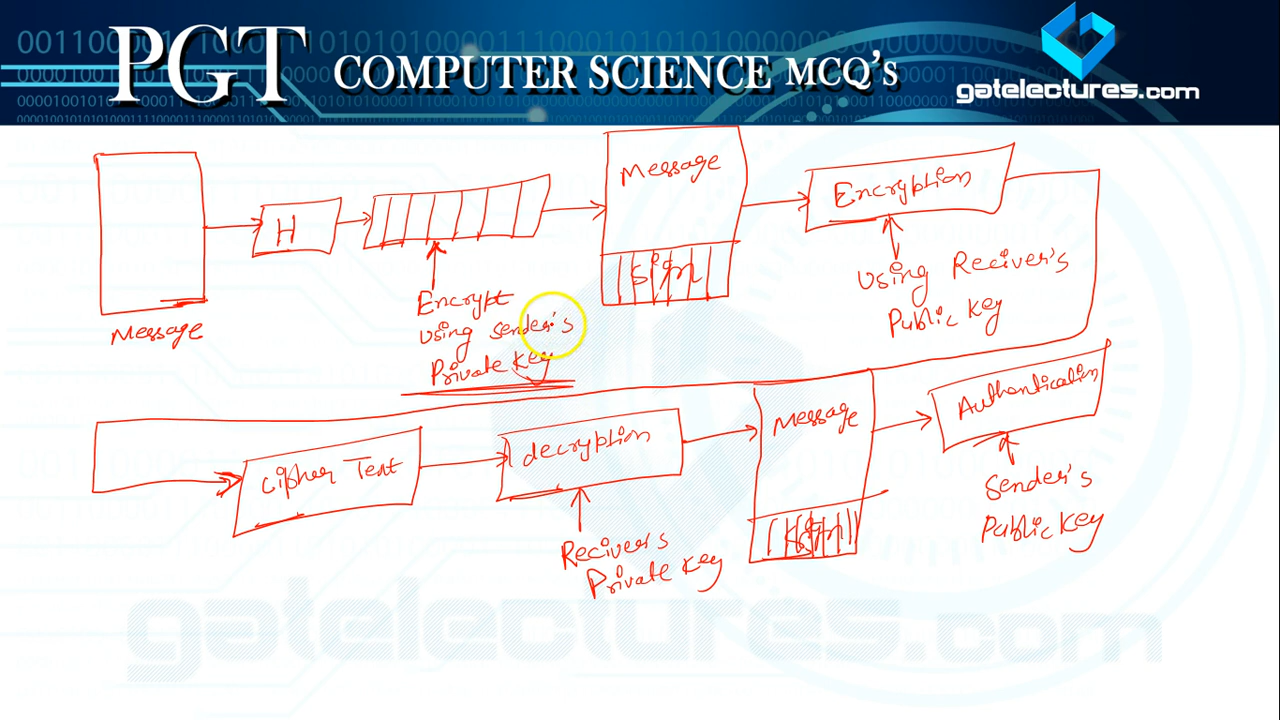 PGT COMPUTER SCIENCE MCQ's
gatelectures.com
Message
H
Encrypt
Using Sender's
Private Key
Message
Sign
Encryption
Using Reciver's
Public Key
Cipher Text
decryption
Reciver's
Private Key
Message
Authentication
Sender's
Public Key
gatelectures.com